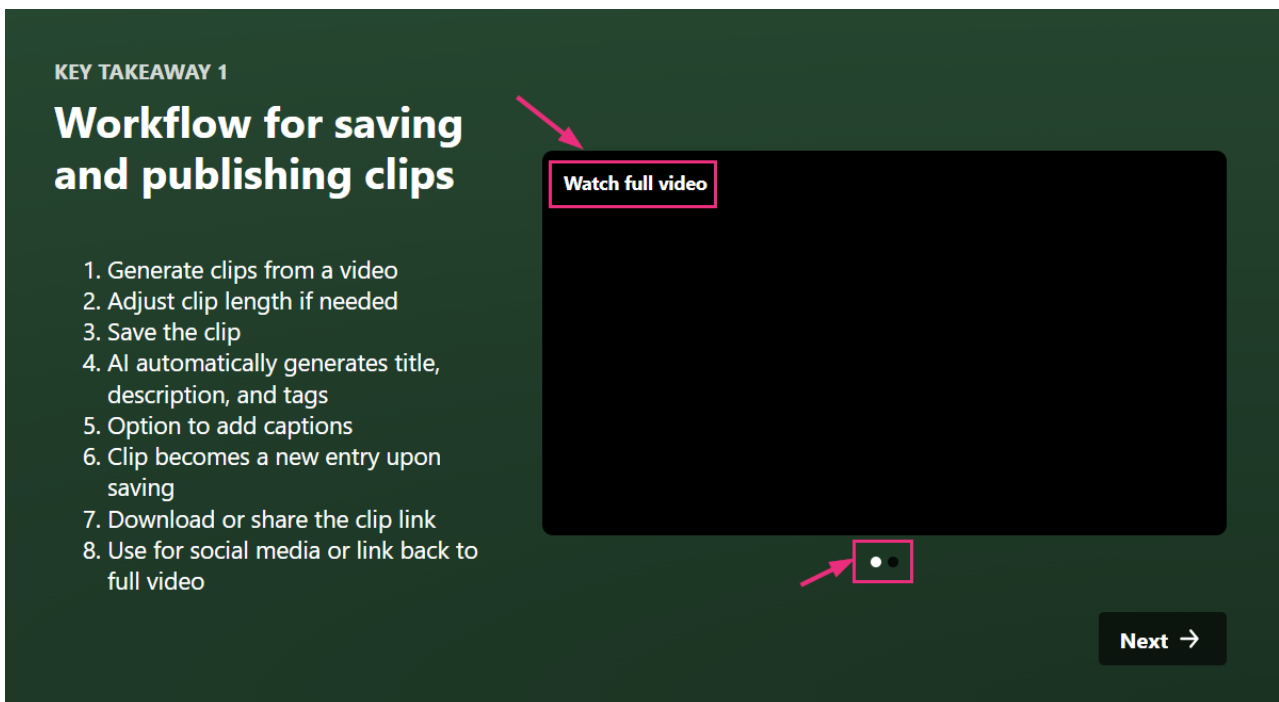 KEY TAKEAWAY 1
Workflow for saving
and publishing clips
1. Generate clips from a video
2. Adjust clip length if needed
3. Save the clip
4. AI automatically generates title,
description, and tags
5. Option to add captions
6. Clip becomes a new entry upon
saving
7. Download or share the clip link
8. Use for social media or link back to
full video
Watch full video
Next →